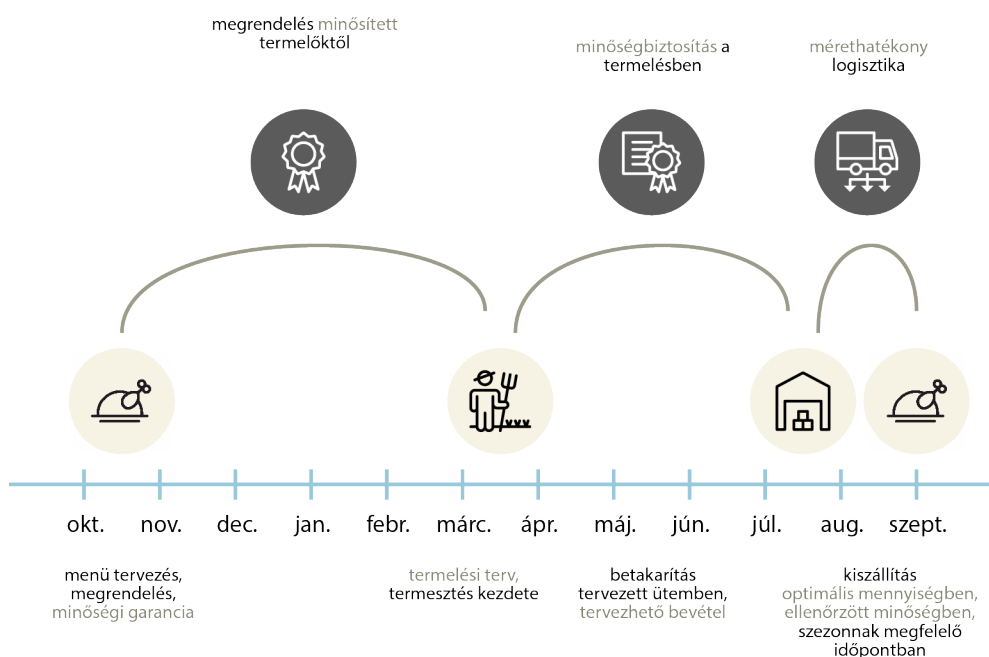 megrendelés minősített
termelőktől
minőségbiztosítás a
termelésben
mérethatékony
logisztika
okt.
nov.
dec.
jan.
febr.
márc.
ápr.
máj.
jún.
júl.
aug.
szept.
menü tervezés,
megrendelés,
minőségi garancia
termelési terv,
termesztés kezdete
betakarítás
tervezett ütemben,
tervezhető bevétel
kiszállítás
optimális mennyiségben,
ellenőrzött minőségben,
szezonnak megfelelő
időpontban